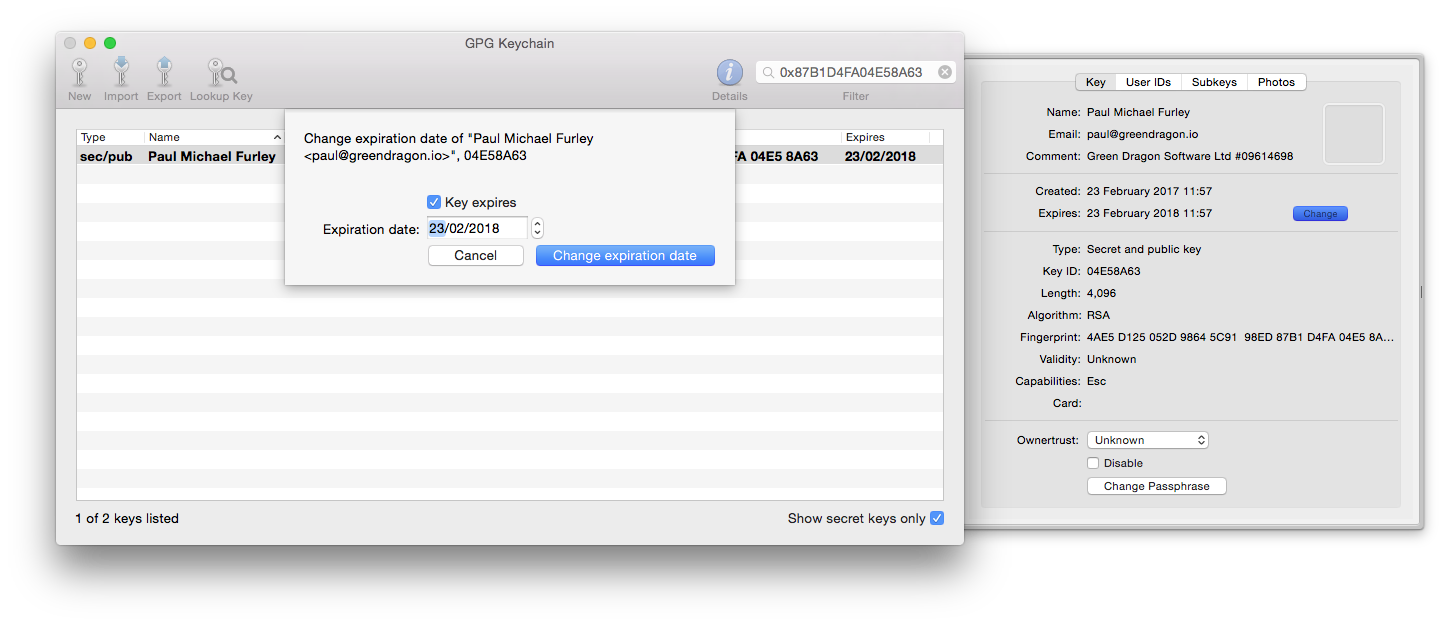 GPG Keychain
New Import Export Lookup Key
0x87B1D4FA04E58A63
Details Filter
Type Name Expires
sec/pub Paul Michael Furley FA 04E5 8A63 23/02/2018
Change expiration date of "Paul Michael Furley
<paul@greendragon.io>", 04E58A63
Key expires
Expiration date: 23/02/2018
Cancel Change expiration date
1 of 2 keys listed
Show secret keys only
Key User IDs Subkeys Photos
Name: Paul Michael Furley
Email: paul@greendragon.io
Comment: Green Dragon Software Ltd #09614698
Created: 23 February 2017 11:57
Expires: 23 February 2018 11:57 Change
Type: Secret and public key
Key ID: 04E58A63
Length: 4,096
Algorithm: RSA
Fingerprint: 4AE5 D125 052D 9864 5C91 98ED 87B1 D4FA 04E5 8A...
Validity: Unknown
Capabilities: Esc
Card:
Ownertrust: Unknown
Disable
Change Passphrase